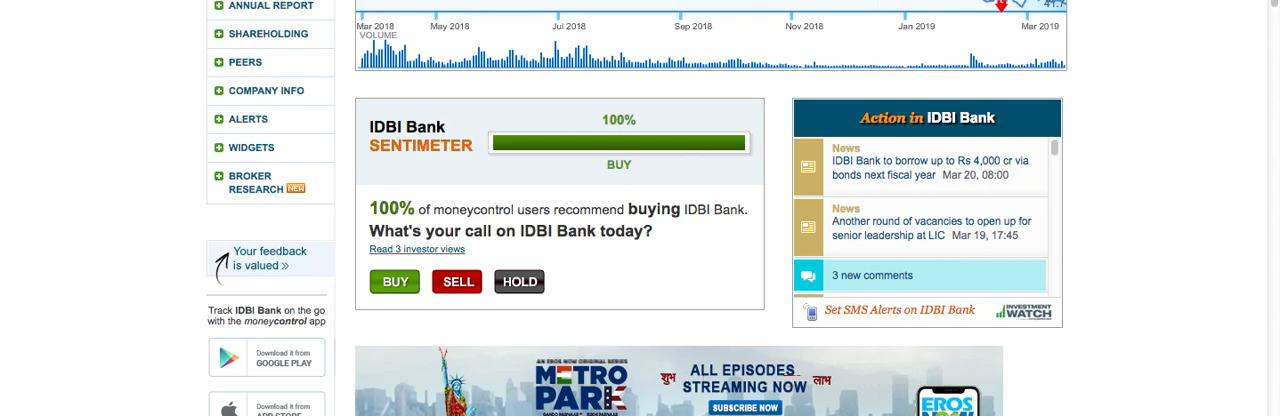 ANNUAL REPORT
SHAREHOLDING
PEERS
COMPANY INFO
ALERTS
WIDGETS
BROKER
RESEARCH NEW
Your feedback
is valued »
Track IDBI Bank on the go
with the moneycontrol app
Download it from
GOOGLE PLAY
Download it from
Mar 2018 May 2018 Jul 2018 Sep 2018 Nov 2018 Jan 2019 Mar 2019
VOLUME
IDBI Bank
SENTIMETER
100%
BUY
100% of moneycontrol users recommend buying IDBI Bank.
What's your call on IDBI Bank today?
Read 3 investor views
BUY SELL HOLD
Action in IDBI Bank
News
IDBI Bank to borrow up to Rs 4,000 cr via
bonds next fiscal year Mar 20, 08:00
News
Another round of vacancies to open up for
senior leadership at LIC Mar 19, 17:45
3 new comments
Set SMS Alerts on IDBI Bank
INVESTMENT
WATCH
AN EROS NOW ORIGINAL SERIES
METRO
PARK
शुभ ALL EPISODES लाभ
STREAMING NOW
SUBSCRIBE NOW
EROS